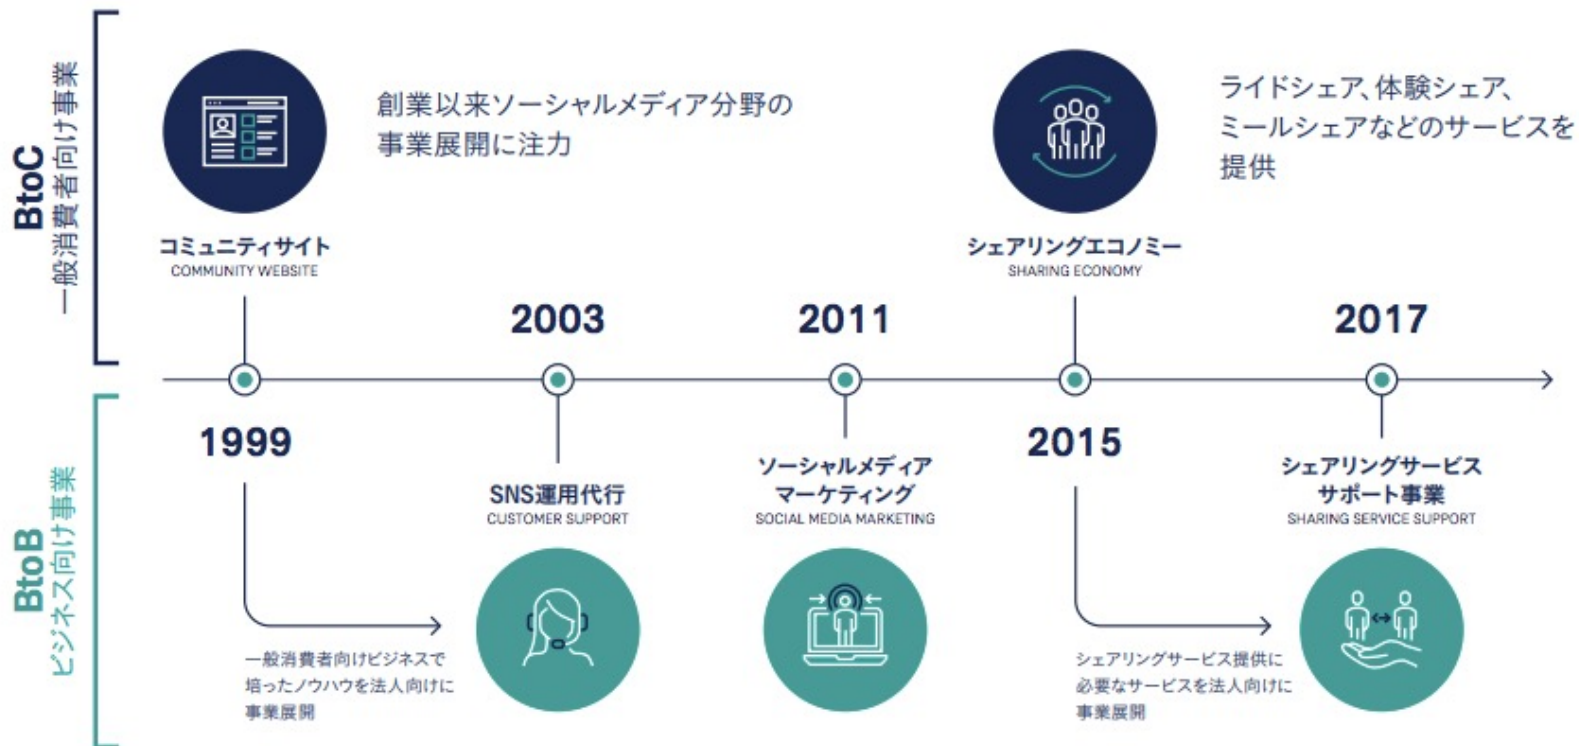 BtoC
一般消費者向け事業
創業以来ソーシャルメディア分野の
事業展開に注力
コミュニティサイト
COMMUNITY WEBSITE
ライドシェア、体験シェア、
ミールシェアなどのサービスを
提供
シェアリングエコノミー
SHARING ECONOMY
2003
2011
2017
1999
2015
BtoB
ビジネス向け事業
SNS運用代行
CUSTOMER SUPPORT
ソーシャルメディア
マーケティング
SOCIAL MEDIA MARKETING
シェアリングサービス
サポート事業
SHARING SERVICE SUPPORT
一般消費者向けビジネスで
培ったノウハウを法人向けに
事業展開
シェアリングサービス提供に
必要なサービスを法人向けに
事業展開